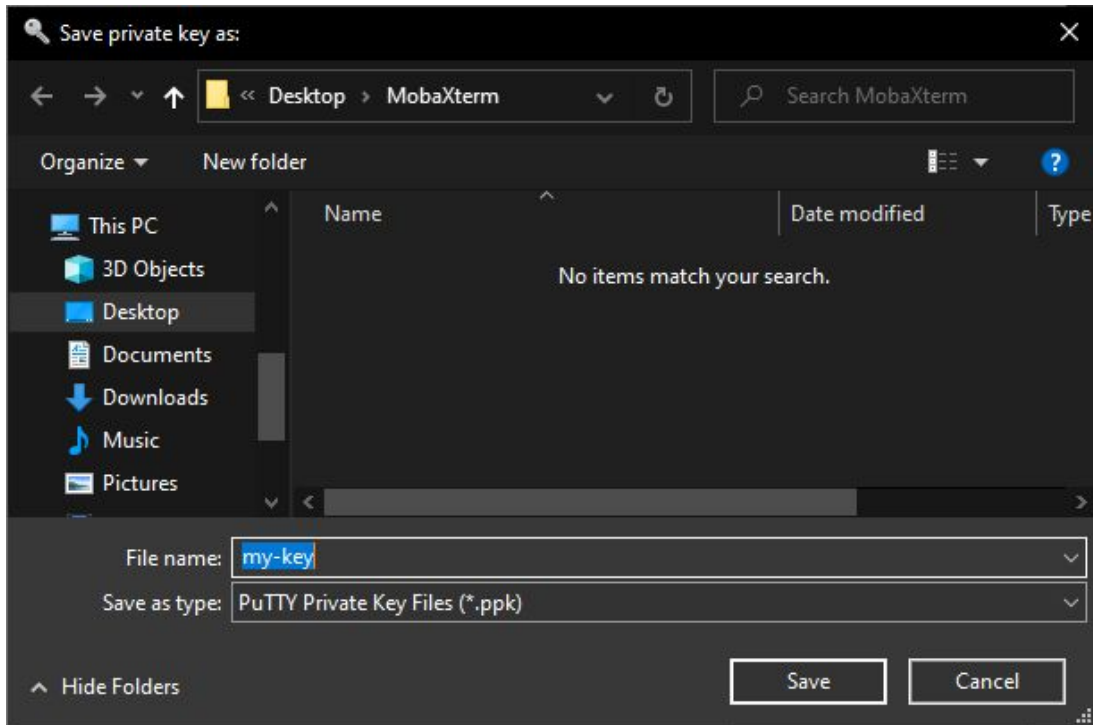 Save private key as:
« Desktop › MobaXterm
Search MobaXterm
Organize
New folder
?
This PC
3D Objects
Desktop
Documents
Downloads
Music
Pictures
Name
Date modified
Type
No items match your search.
File name: my-key
Save as type: PuTTY Private Key Files (*.ppk)
Hide Folders
Save
Cancel